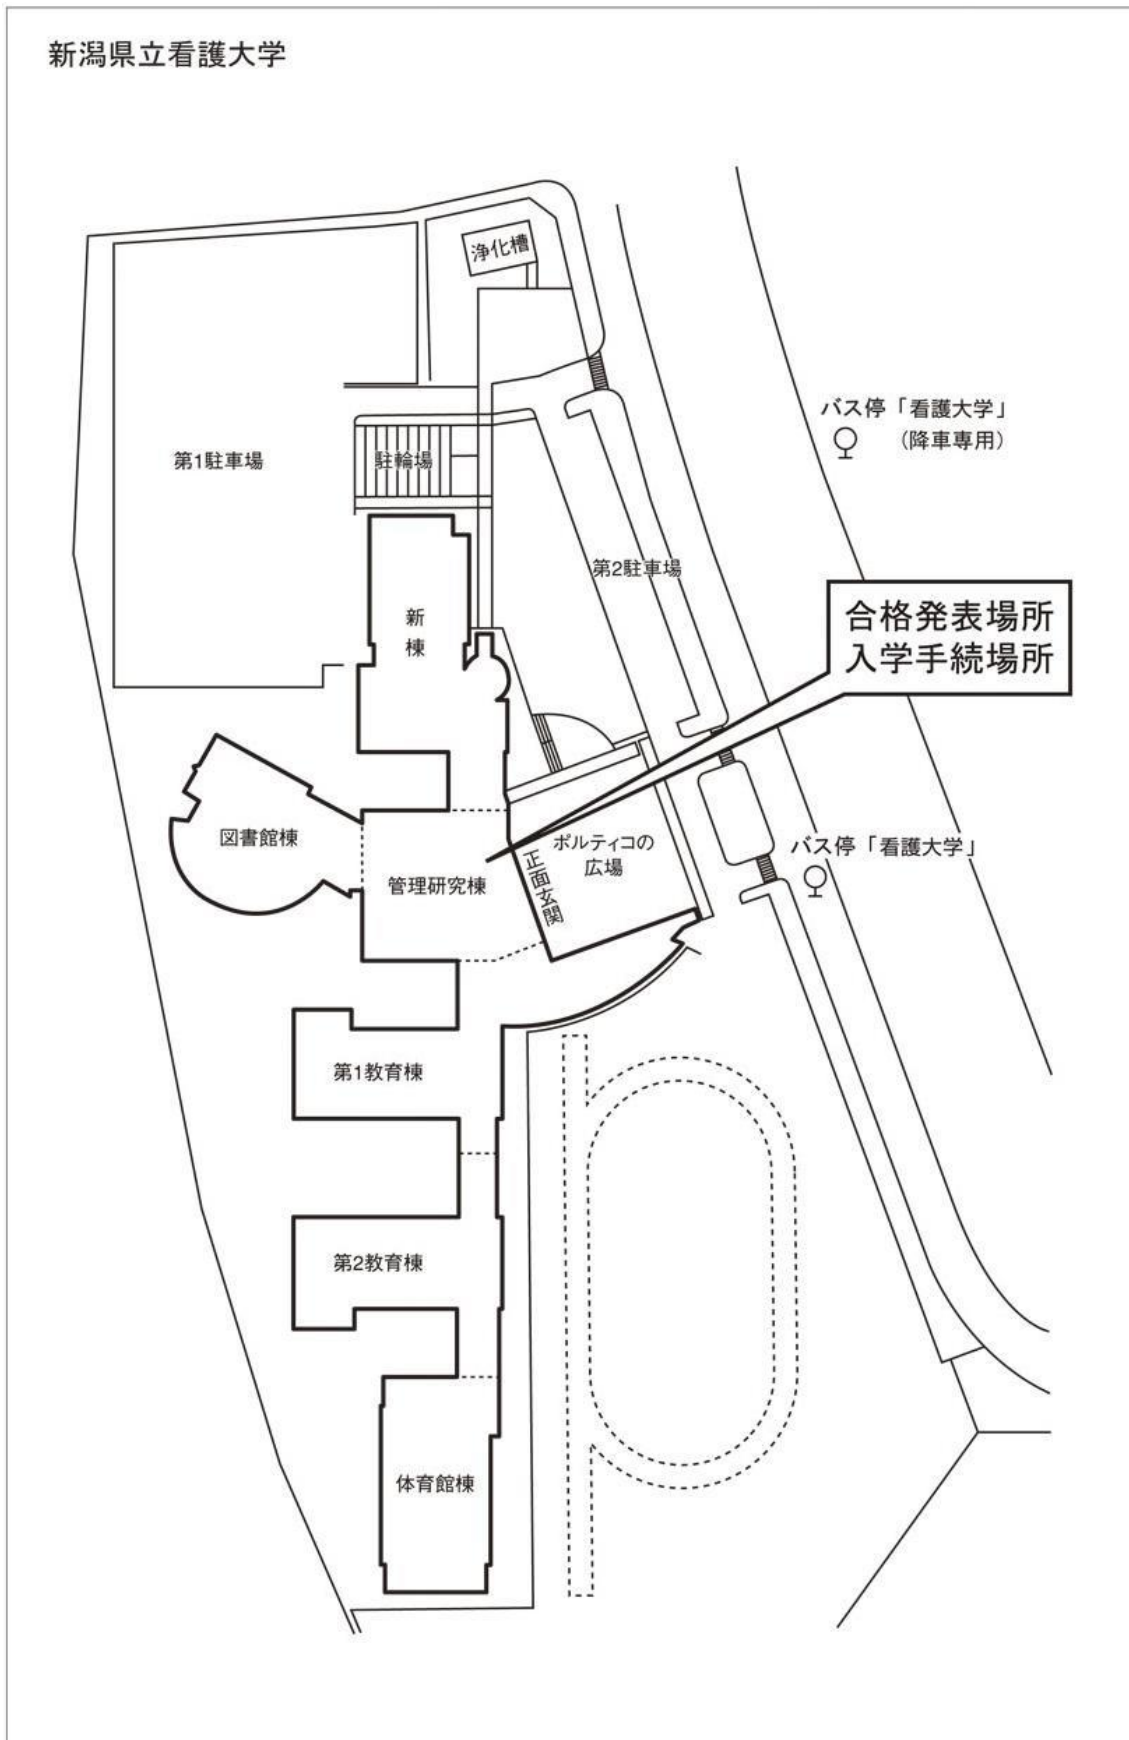 新潟県立看護大学
浄化槽
バス停「看護大学」
（降車専用）
第1駐車場
駐輪場
第2駐車場
合格発表場所
入学手続場所
新
棟
図書館棟
管理研究棟
正面玄関
ポルティコの
広場
バス停「看護大学」
第1教育棟
第2教育棟
体育館棟